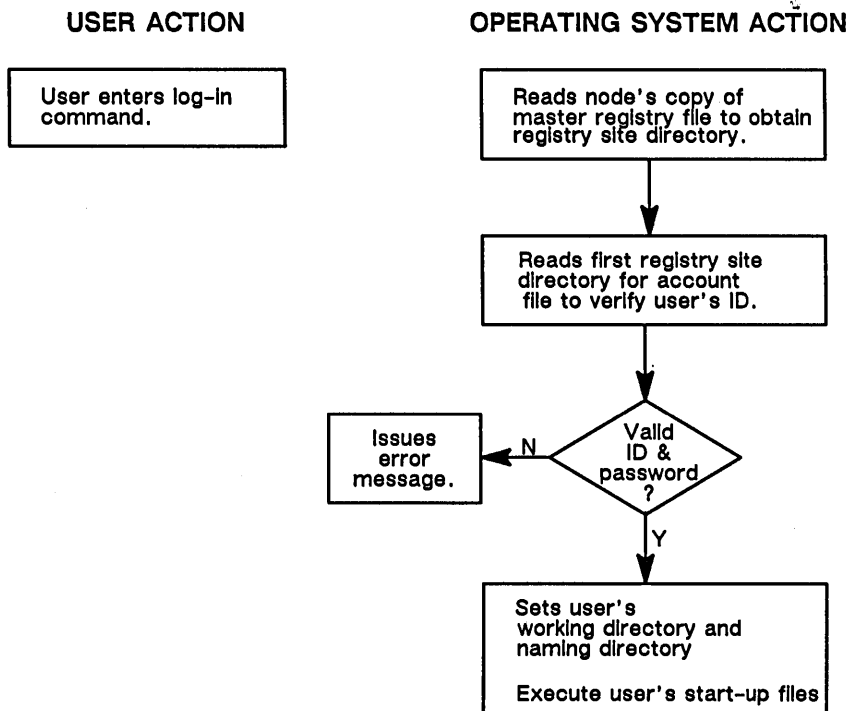 USER ACTION
OPERATING SYSTEM ACTION
User enters log-in
command.
Reads node's copy of
master registry file to obtain
registry site directory.
Reads first registry site
directory for account
file to verify user's ID.
Valid
ID &
password
?
N
Issues
error
message.
Y
Sets user's
working directory and
naming directory
Execute user's start-up files